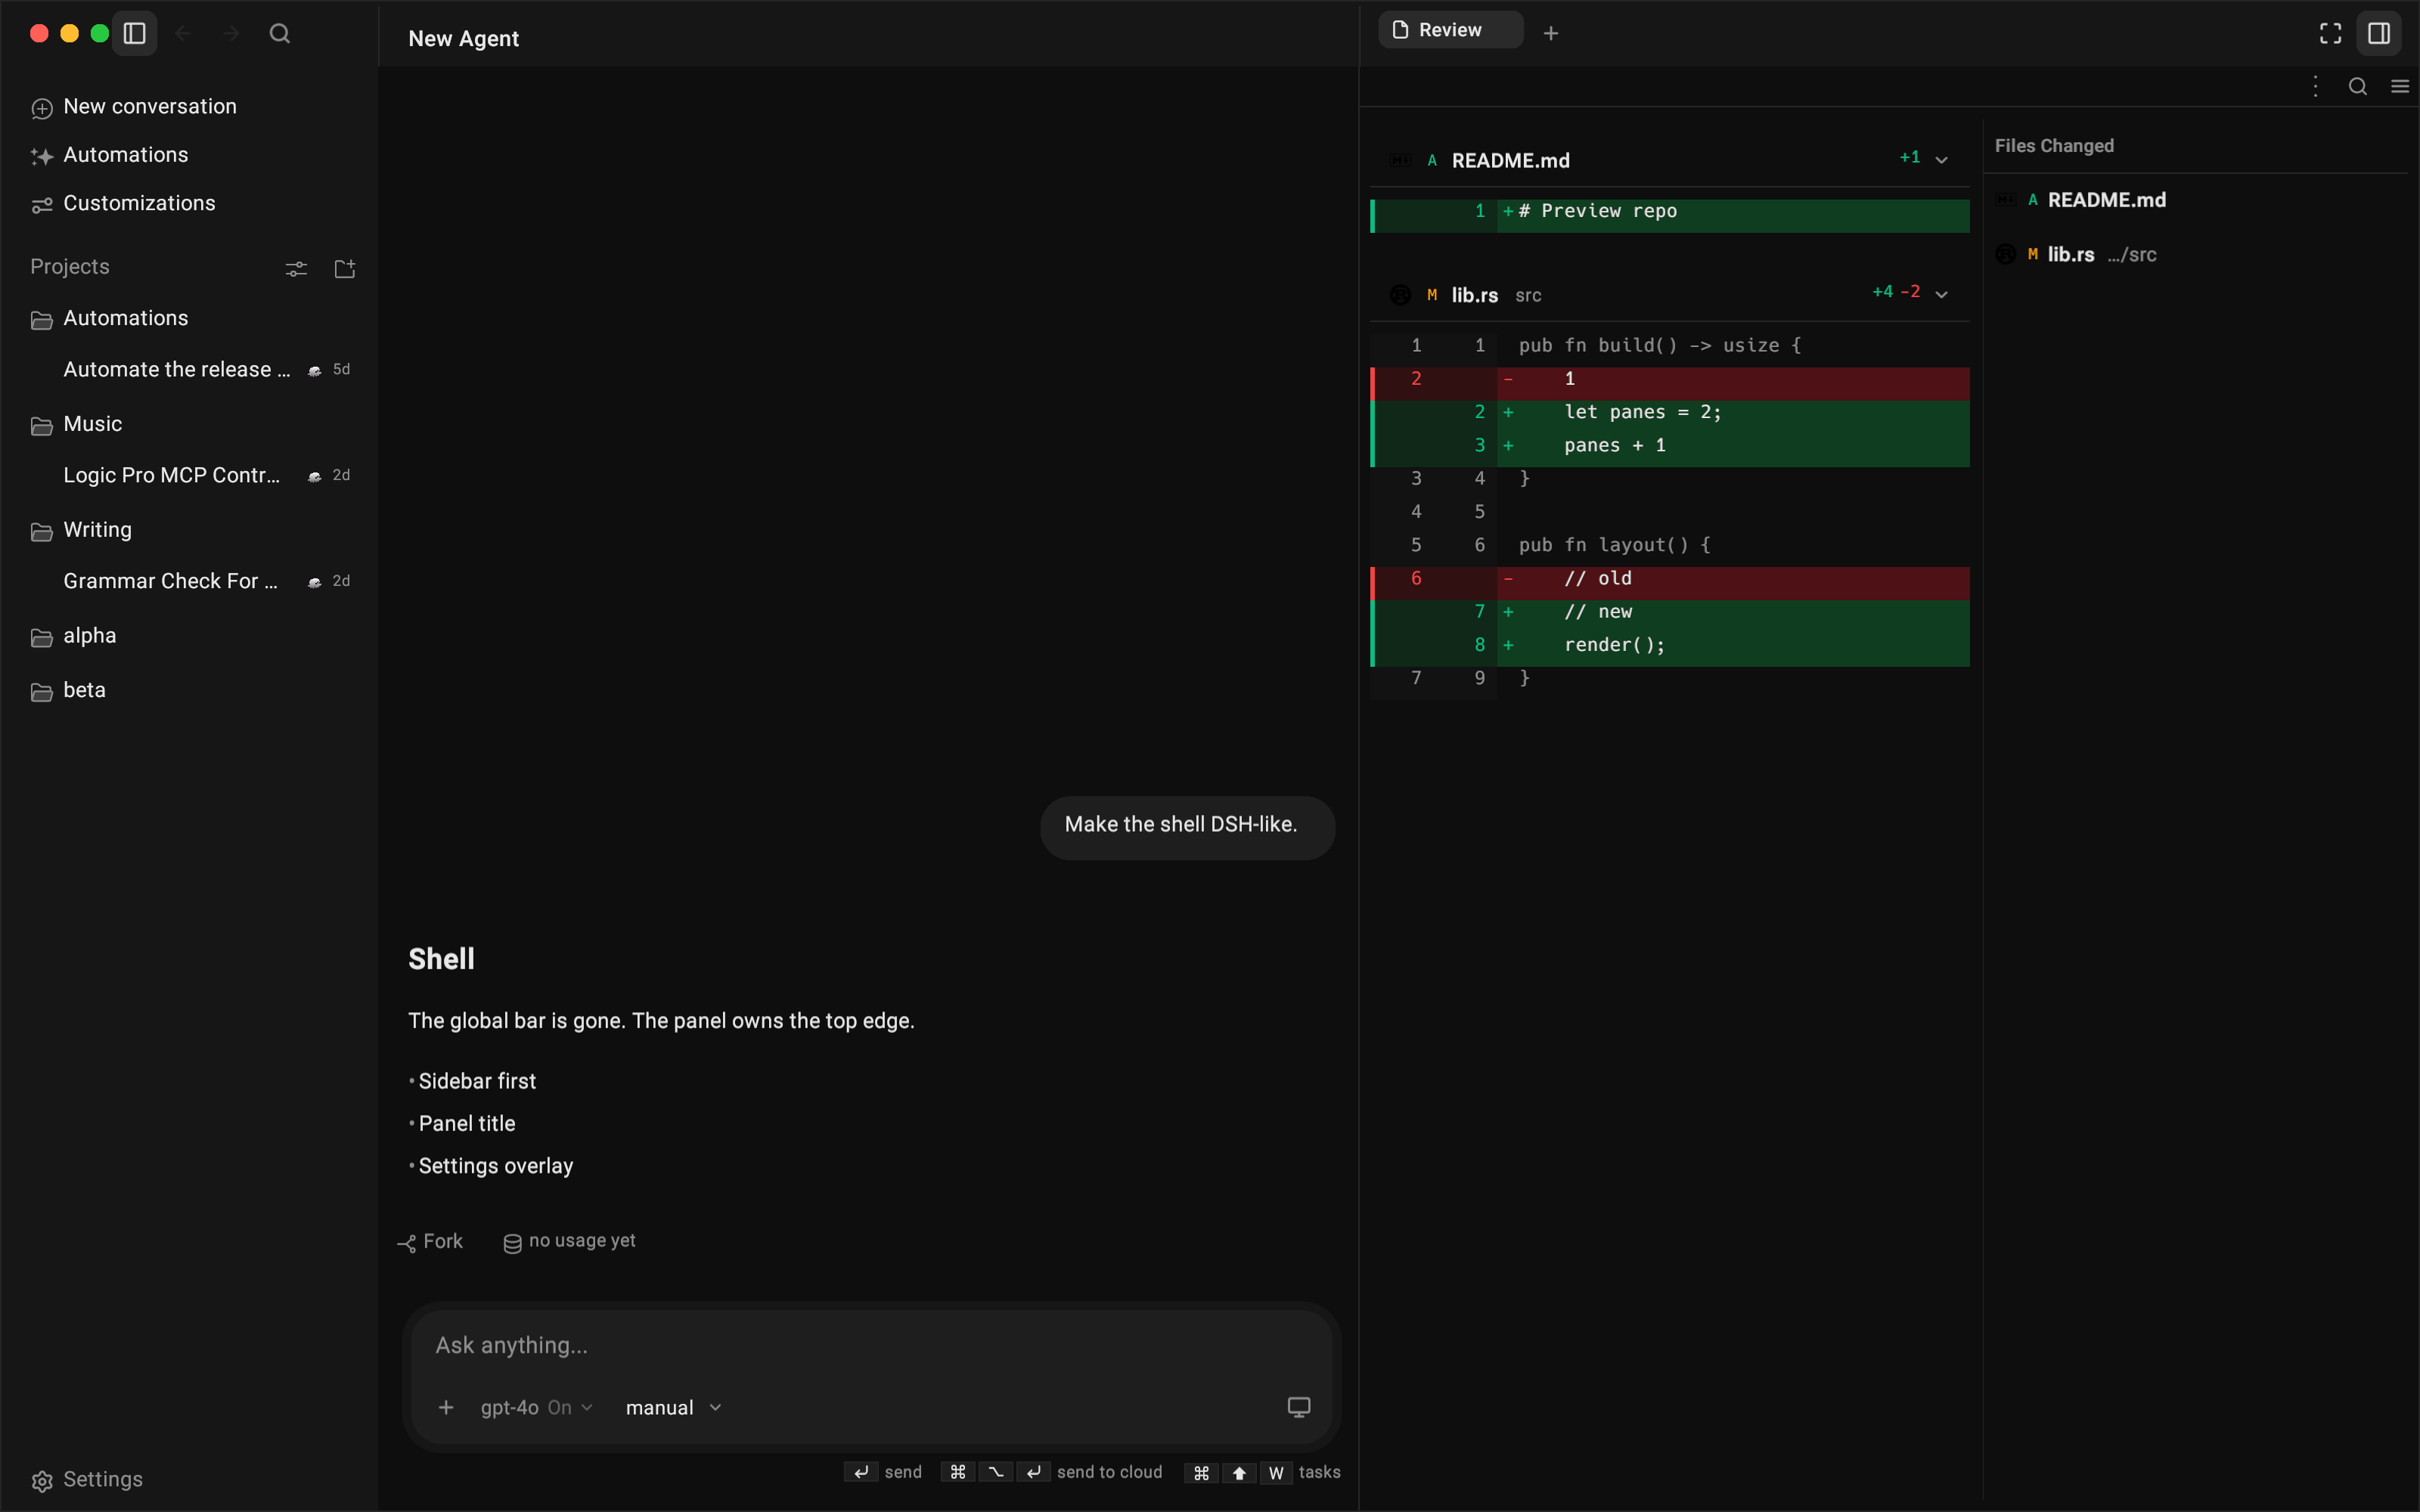 New Agent
Review
New conversation
Automations
Customizations
Projects
Automations
Automate the release ... 5d
Music
Logic Pro MCP Contr... 2d
Writing
Grammar Check For ... 2d
alpha
beta
Settings
Make the shell DSH-like.
Shell
The global bar is gone. The panel owns the top edge.
• Sidebar first
• Panel title
• Settings overlay
Fork no usage yet
Ask anything...
gpt-4o On manual
send ⌘ ⌥ send to cloud ⌘ W tasks
A README.md +1
1 + # Preview repo
M lib.rs src +4 -2
1 1 pub fn build() -> usize {
2 - 1
2 + let panes = 2;
3 + panes + 1
3 4 }
4 5
5 6 pub fn layout() {
6 - // old
7 + // new
8 + render();
7 9 }
Files Changed
A README.md
M lib.rs .../src